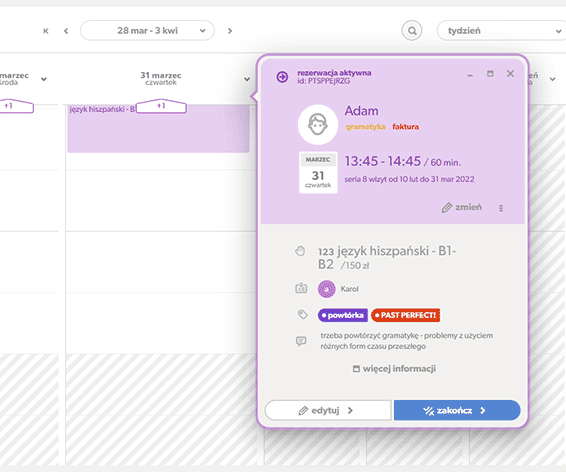 28 mar - 3 kwi
tydzień
marzec
środa
31 marzec
czwartek
+1
język hiszpański - B
+1
rezerwacja aktywna
id: PTSPPEJRZG
Adam
gramatyka faktura
MARZEC
31
czwartek
13:45 - 14:45 / 60 min.
seria 8 wizyt od 10 lut do 31 mar 2022
zmień
123 język hiszpański - B1-
B2 /150 zł
Karol
powtórka PAST PERFECT!
trzeba powtórzyć gramatykę - problemy z użyciem
różnych form czasu przeszłego
więcej informacji
edytuj
zakończ